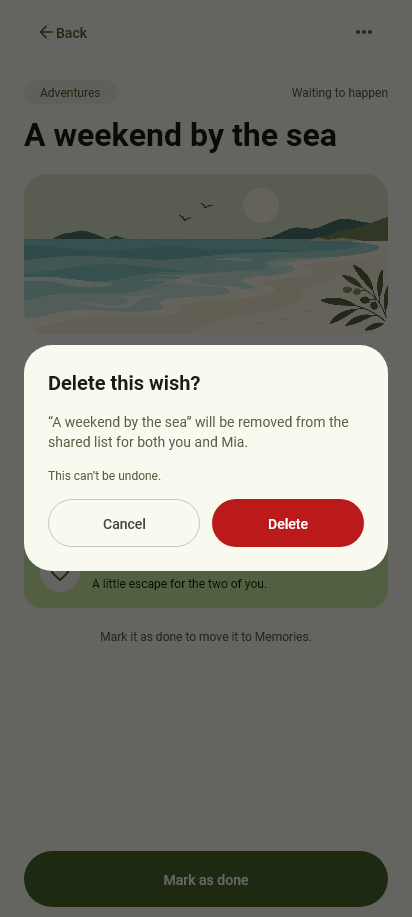 Back
Adventures
Waiting to happen
A weekend by the sea
Delete this wish?
“A weekend by the sea” will be removed from the
shared list for both you and Mia.
This can’t be undone.
Cancel
Delete
A little escape for the two of you.
Mark it as done to move it to Memories.
Mark as done